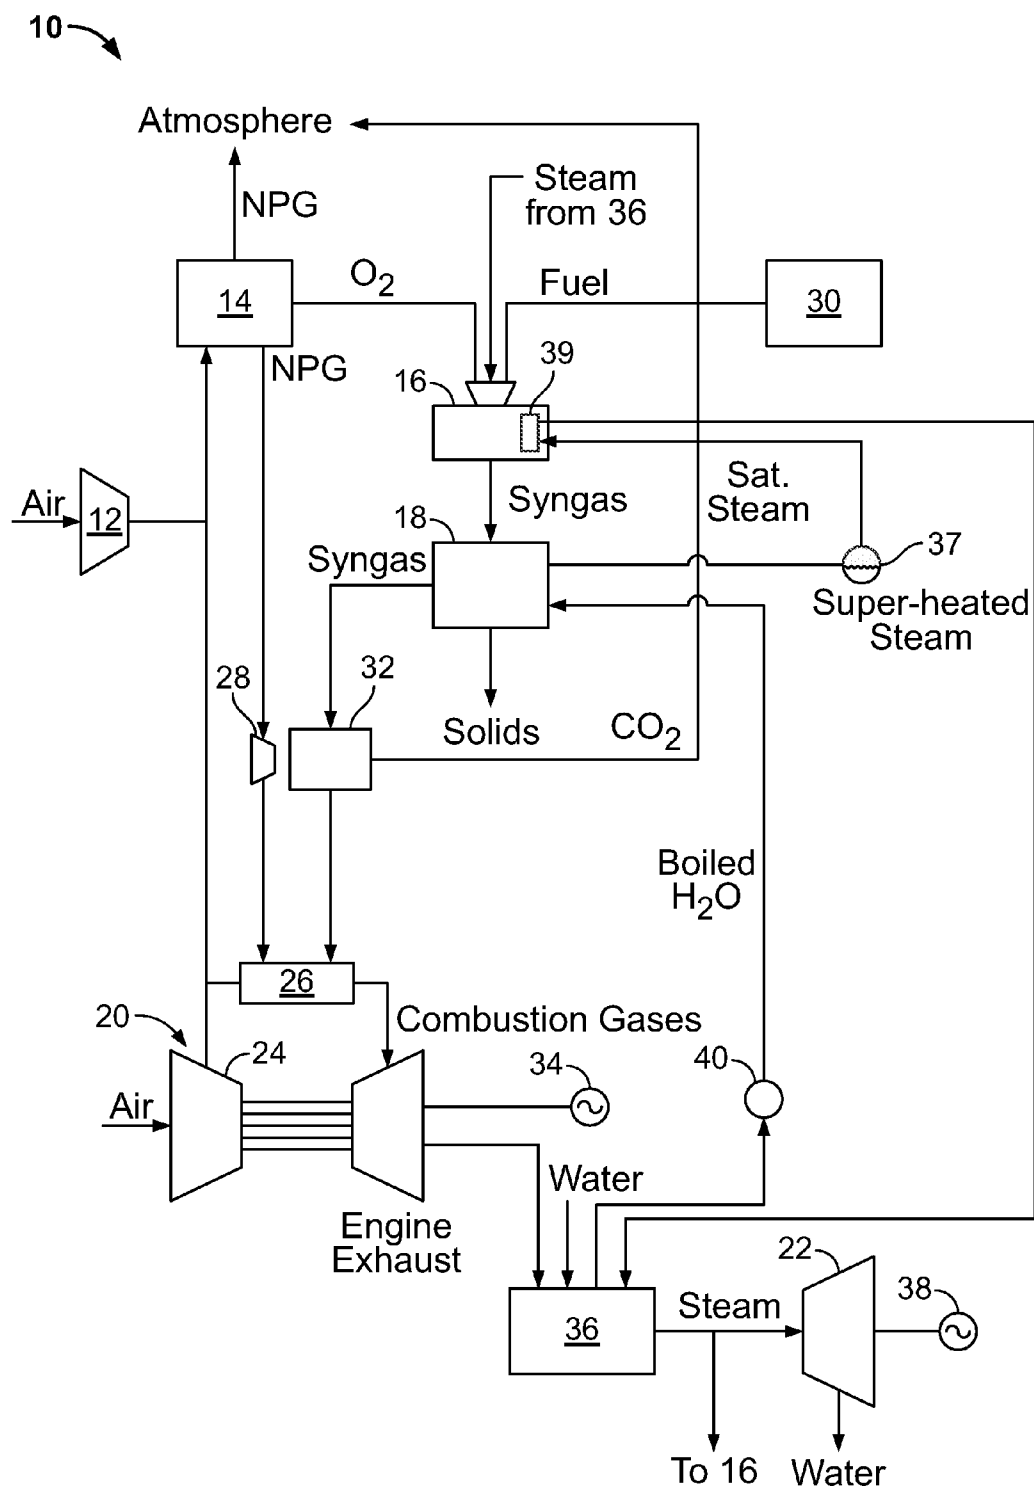 10
Atmosphere
NPG
Steam
from 36
O2
Fuel
14
30
NPG
39
16
Air
12
Syngas
Sat.
Steam
18
Syngas
37
Super-heated
Steam
28
32
Solids
CO2
Boiled
H2O
26
20
Combustion Gases
24
34
40
Air
Water
Engine
Exhaust
22
36
Steam
38
To 16
Water